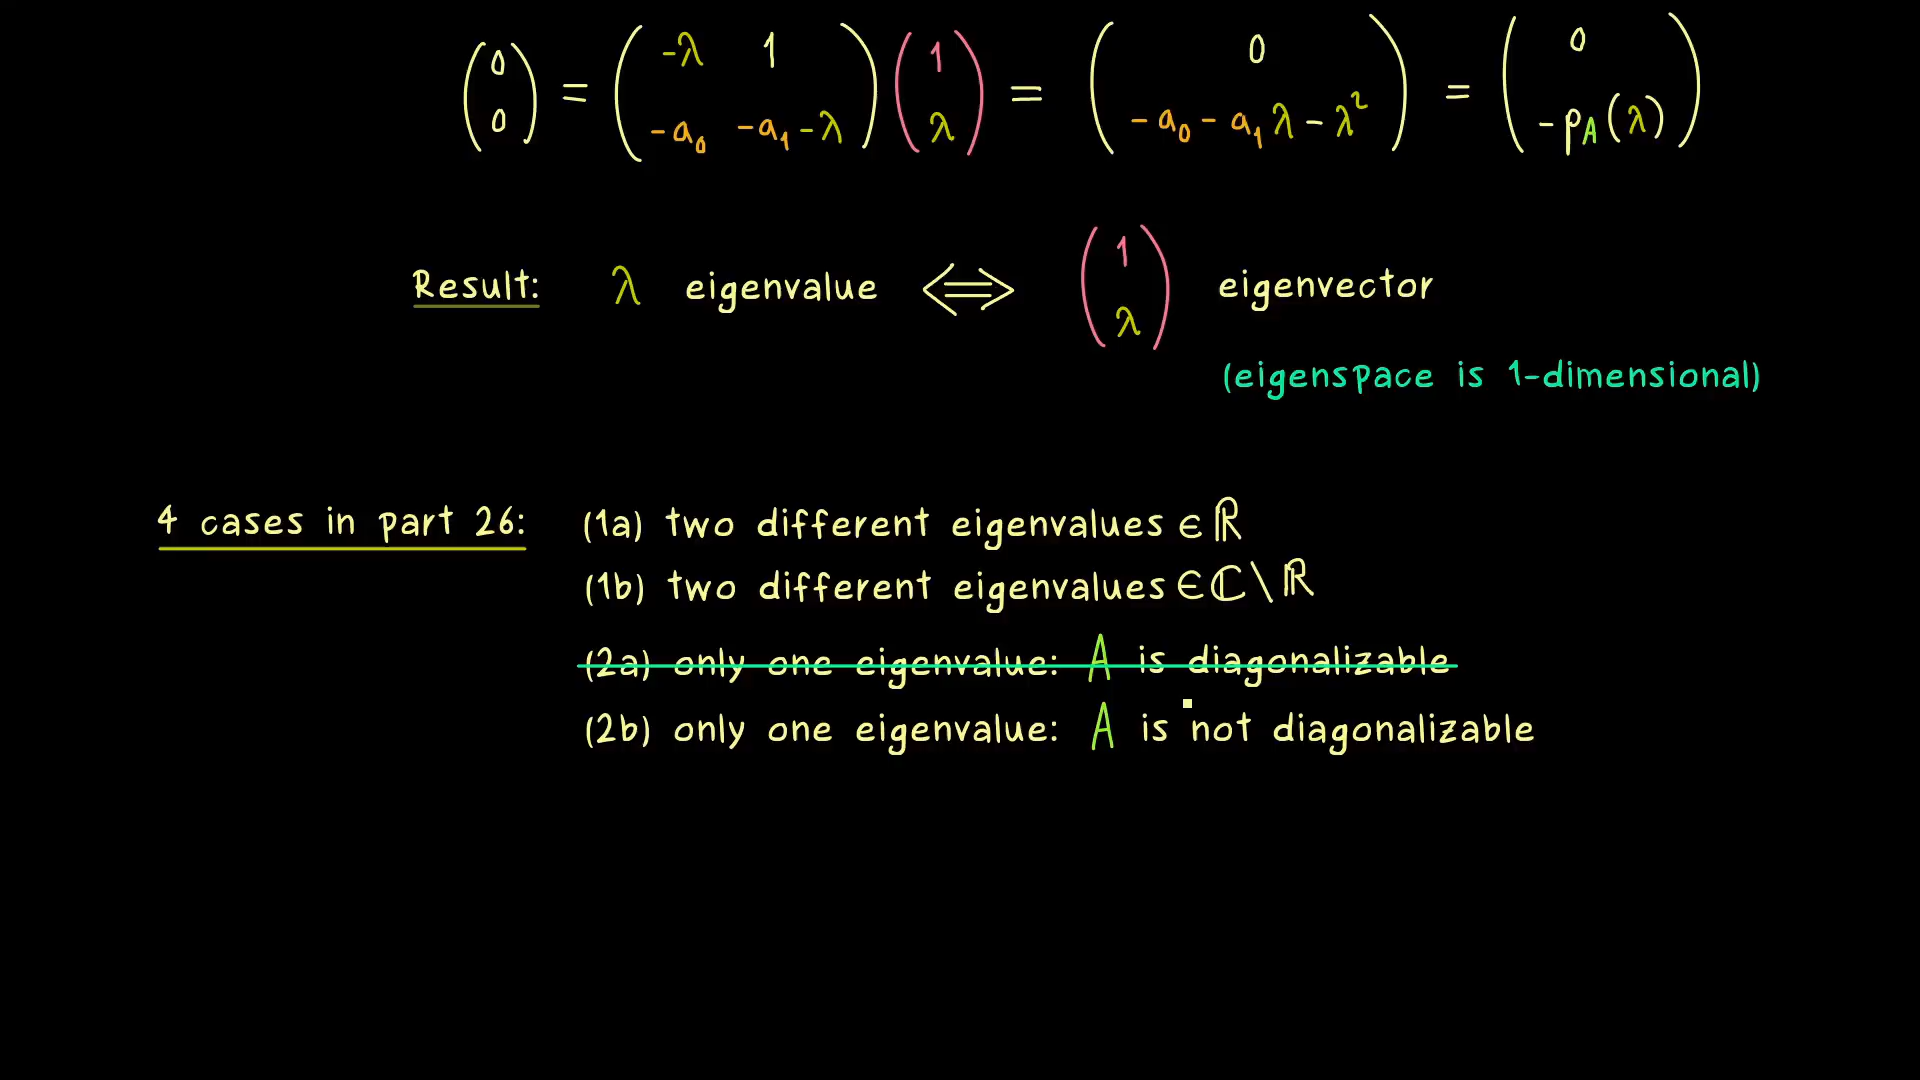 (0 0) = (-λ 1 -a₀ -a₁-λ)(1 λ) = (0 -a₀ - a₁λ - λ²) = (0 -p_A(λ))
Result: λ eigenvalue ⟺ (1 λ) eigenvector
(eigenspace is 1-dimensional)
4 cases in part 26: (1a) two different eigenvalues ∈ ℝ
(1b) two different eigenvalues ∈ ℂ \ ℝ
(2a) only one eigenvalue: A is diagonalizable
(2b) only one eigenvalue: A is not diagonalizable